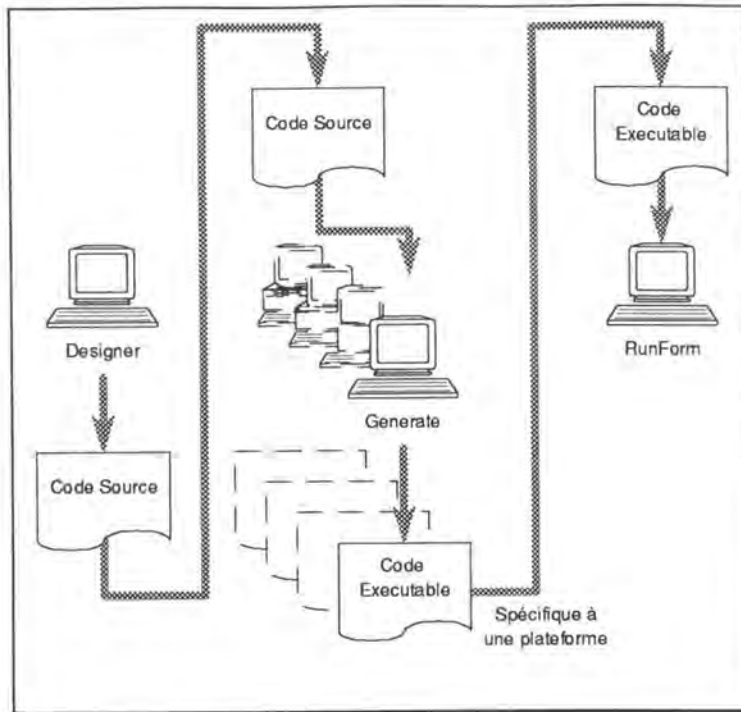 Designer
Code Source
Code Source
Generate
Code
Executable
Spécifique à
une plateforme
Code
Executable
RunForm